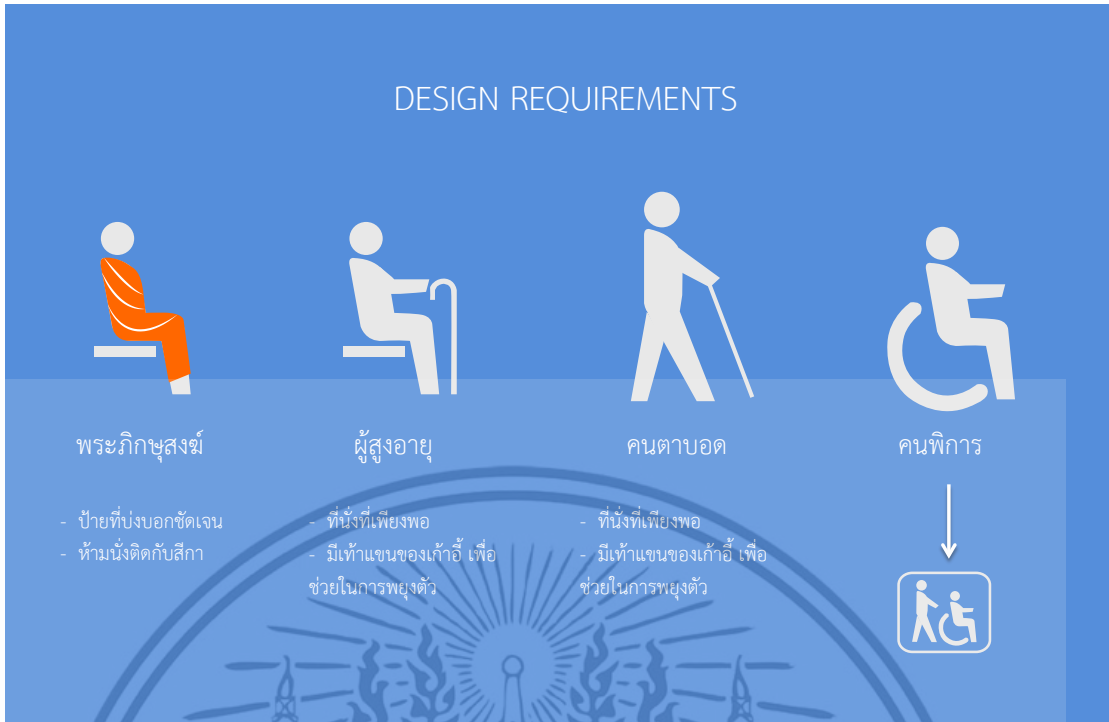 DESIGN REQUIREMENTS
พระภิกษุสงฆ์
- ป้ายที่บ่งบอกชัดเจน
- ห้ามนั่งติดกับสีกา
ผู้สูงอายุ
- ที่นั่งที่เพียงพอ
- มีเท้าแขนของเก้าอี้ เพื่อ
ช่วยในการพยุงตัว
คนตาบอด
- ที่นั่งที่เพียงพอ
- มีเท้าแขนของเก้าอี้ เพื่อ
ช่วยในการพยุงตัว
คนพิการ